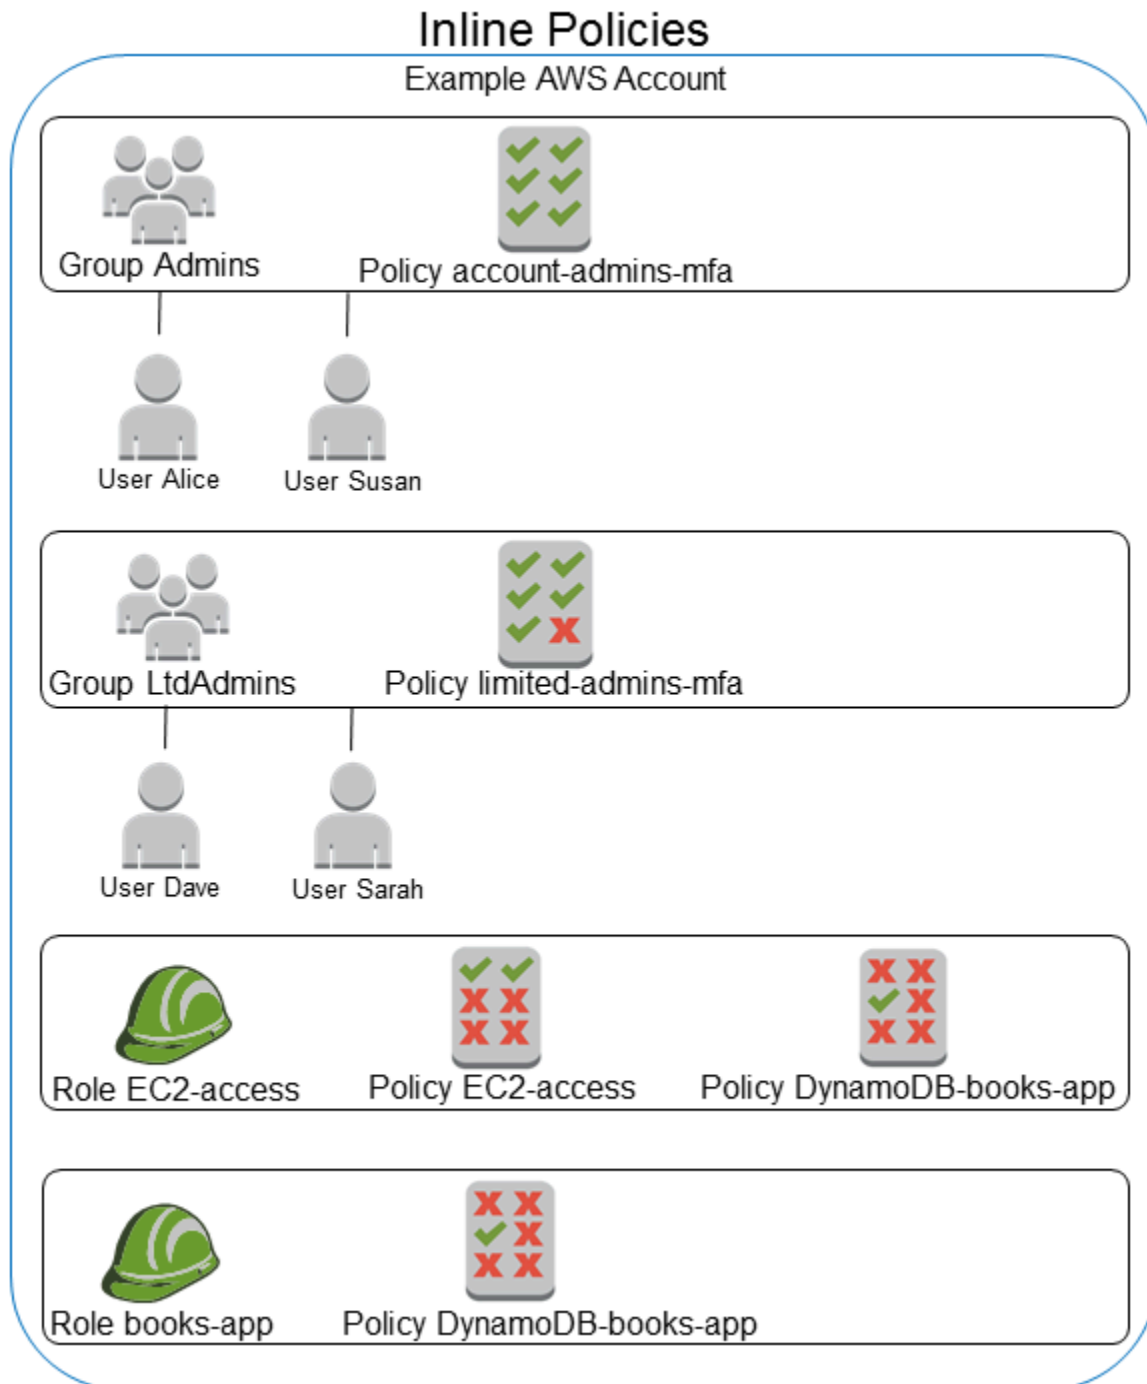 Inline Policies
Example AWS Account
Group Admins
Policy account-admins-mfa
User Alice
User Susan
Group LtdAdmins
Policy limited-admins-mfa
User Dave
User Sarah
Role EC2-access
Policy EC2-access
Policy DynamoDB-books-app
Role books-app
Policy DynamoDB-books-app